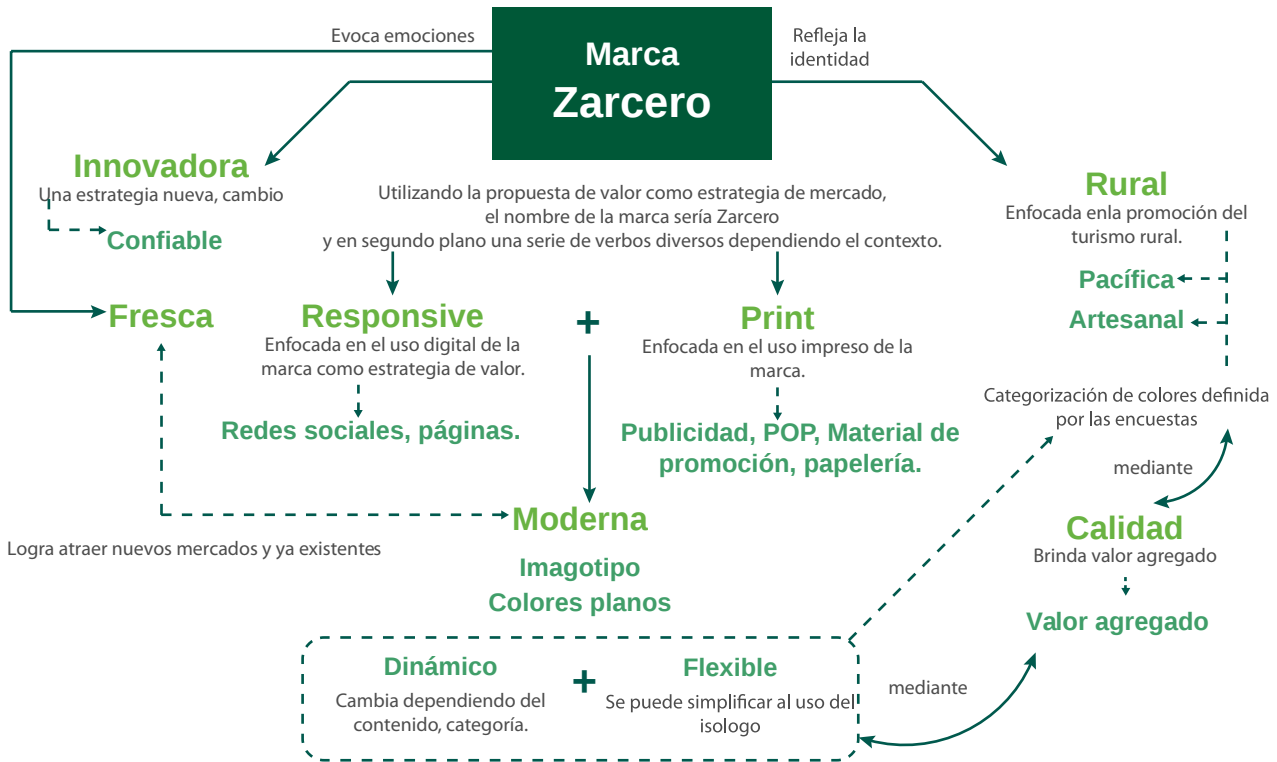 Evoca emociones
Marca
Zarcero
Refleja la
identidad
Innovadora
Una estrategia nueva, cambio
Confiable
Utilizando la propuesta de valor como estrategia de mercado,
el nombre de la marca sería Zarcero
y en segundo plano una serie de verbos diversos dependiendo el contexto.
Rural
Enfocada enla promoción del
turismo rural.
Pacífica
Artesanal
Fresca
Responsive
Enfocada en el uso digital de la
marca como estrategia de valor.
Redes sociales, páginas.
+
Print
Enfocada en el uso impreso de la
marca.
Publicidad, POP, Material de
promoción, papelería.
Categorización de colores definida
por las encuestas
mediante
Calidad
Brinda valor agregado
Valor agregado
Logra atraer nuevos mercados y ya existentes
Moderna
Imagotipo
Colores planos
Dinámico
Cambia dependiendo del
contenido, categoría.
+
Flexible
Se puede simplificar al uso del
isologo
mediante